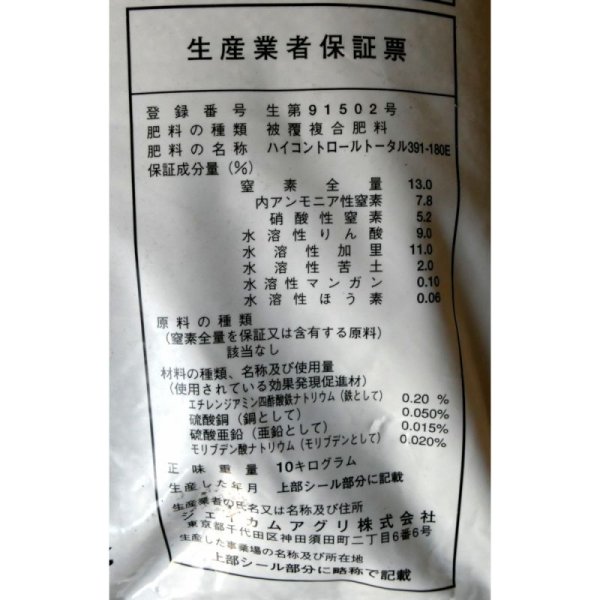 生産業者保証票
登録番号 生第91502号
肥料の種類 被覆複合肥料
肥料の名称 ハイコントロールトータル391-180E
保証成分量(%)
窒素全量 13.0
内アンモニア性窒素 7.8
硝酸性窒素 5.2
水溶性りん酸 9.0
水溶性加里 11.0
水溶性苦土 2.0
水溶性マンガン 0.10
水溶性ほう素 0.06
原料の種類
(窒素全量を保証又は含有する原料)
該当なし
材料の種類、名称及び使用量
(使用されている効果発現促進材)
エチレンジアミン四酢酸鉄ナトリウム(鉄として) 0.20 %
硫酸銅(銅として) 0.050%
硫酸亜鉛(亜鉛として) 0.015%
モリブデン酸ナトリウム(モリブデンとして) 0.020%
正味重量 10キログラム
生産した年月 上部シール部分に記載
生産業者の氏名又は名称及び住所
ジェイカムアグリ株式会社
東京都千代田区神田須田町二丁目6番6号
生産した事業場の名称及び所在地
上部シール部分に略称で記載